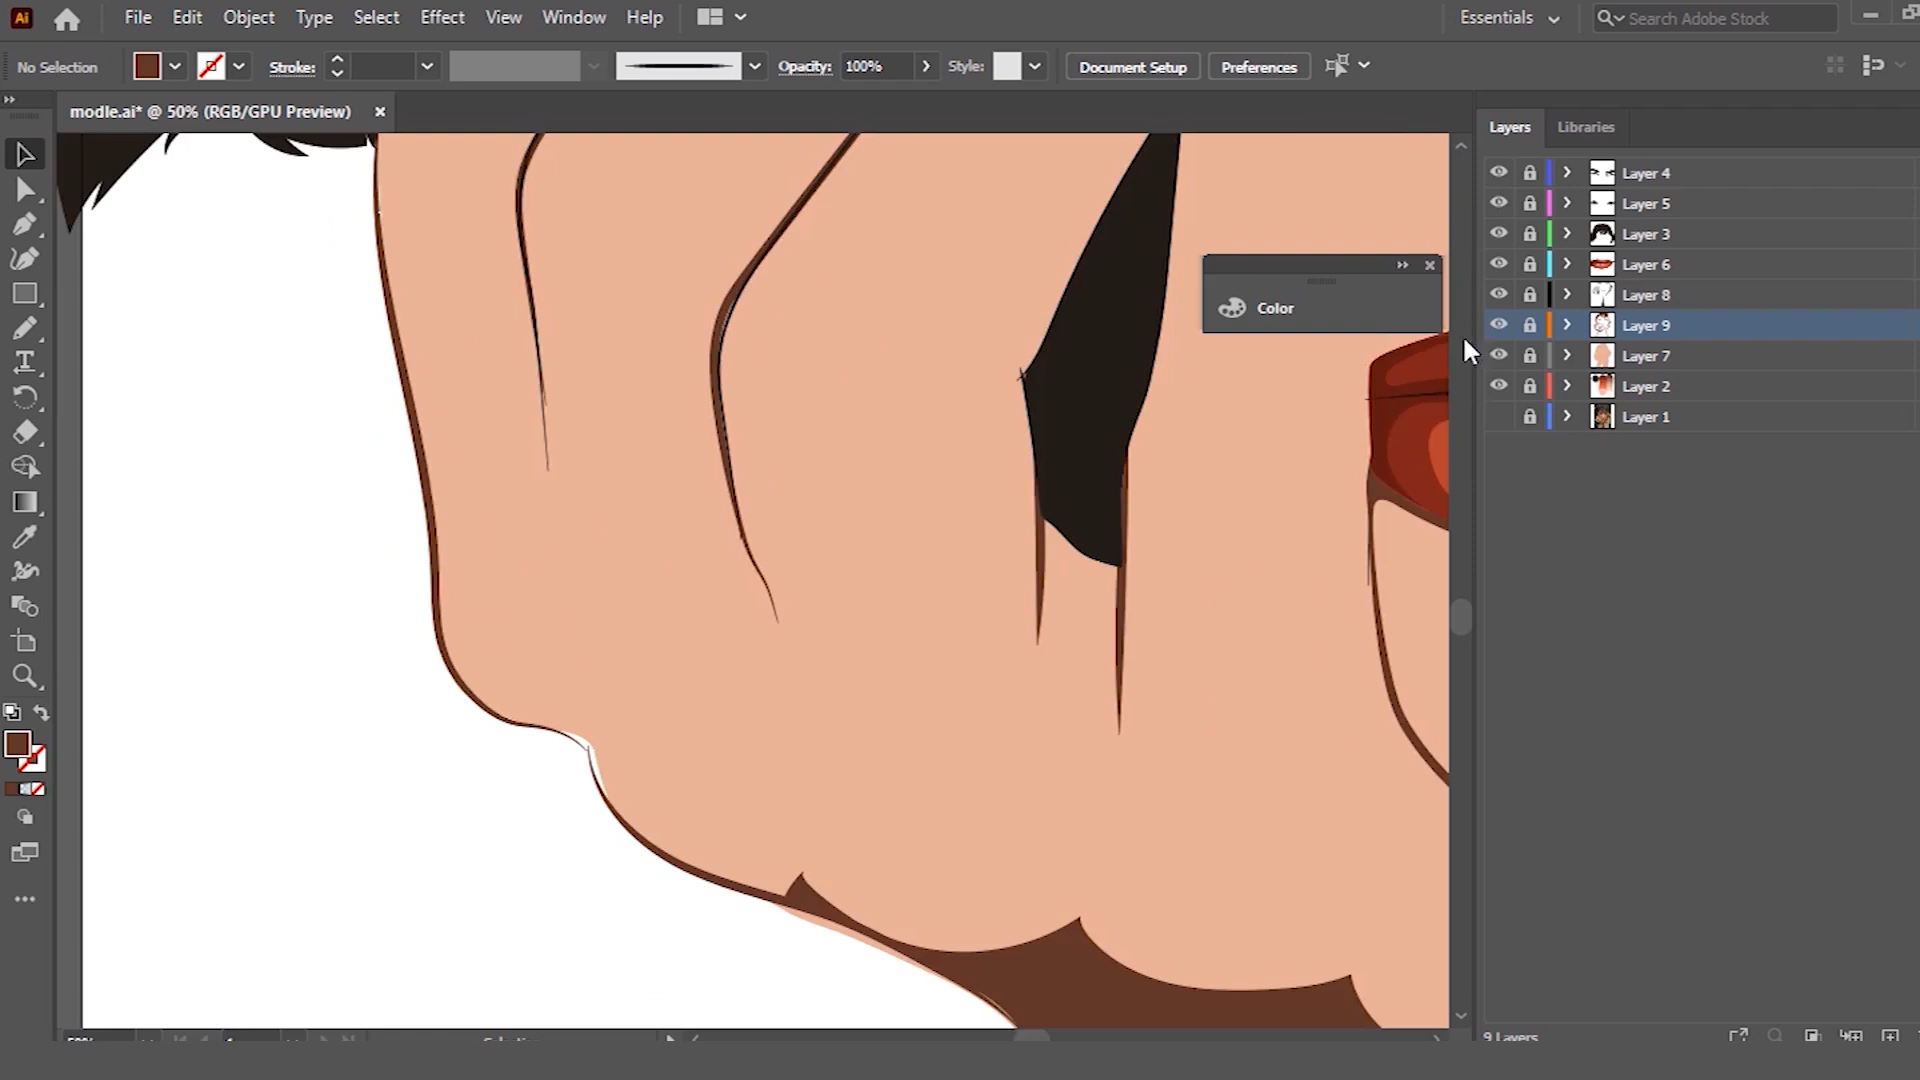 Ai File Edit Object Type Select Effect View Window Help Essentials Search Adobe Stock
No Selection Stroke: Opacity: 100% Style: Document Setup Preferences
modle.ai* @ 50% (RGB/GPU Preview)
Layers Libraries
Layer 4
Layer 5
Layer 3
Layer 6
Layer 8
Layer 9
Layer 7
Layer 2
Layer 1
Color
9 Layers